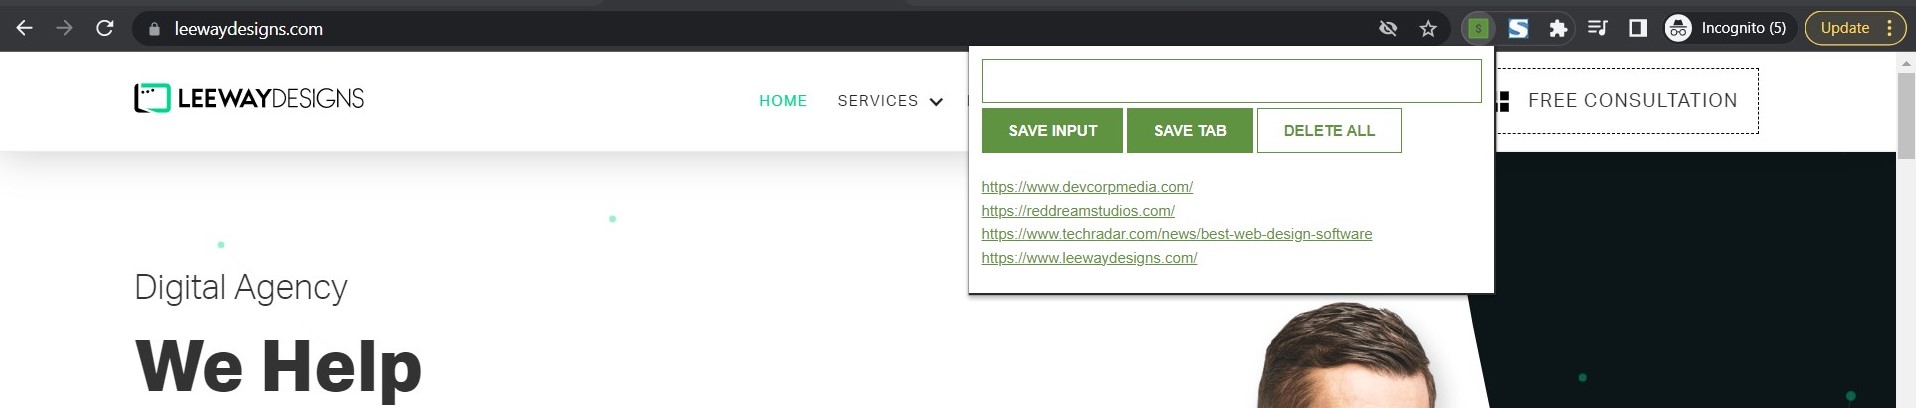 leewaydesigns.com
Incognito (5)
Update
LEEWAYDESIGNS
HOME
SERVICES
FREE CONSULTATION
SAVE INPUT
SAVE TAB
DELETE ALL
https://www.devcorpmedia.com/
https://reddreamstudios.com/
https://www.techradar.com/news/best-web-design-software
https://www.leewaydesigns.com/
Digital Agency
We Help